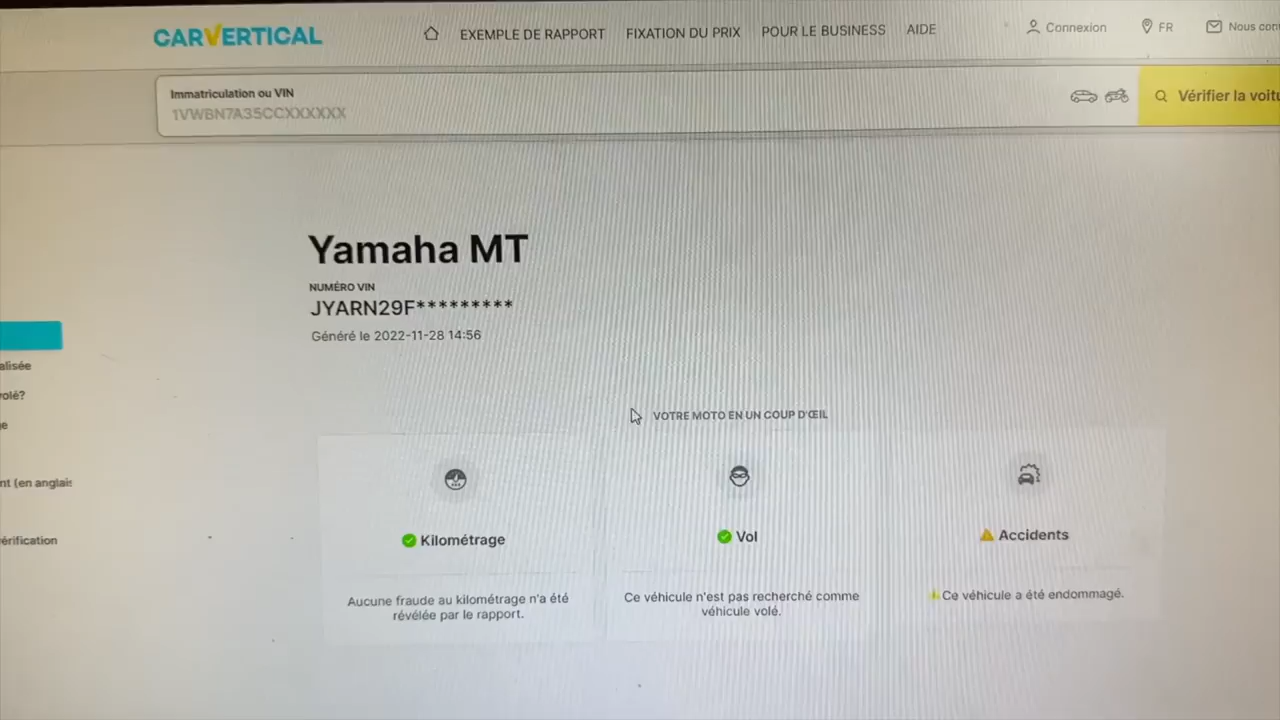 CARVERTICAL
EXEMPLE DE RAPPORT
FIXATION DU PRIX
POUR LE BUSINESS
AIDE
Connexion
FR
Nous con
Immatriculation ou VIN
1VWBN7A35CCXXXXXX
Vérifier la voitu
Yamaha MT
NUMÉRO VIN
JYARN29F*********
Généré le 2022-11-28 14:56
alisée
volé?
e
nt (en anglais
érification
VOTRE MOTO EN UN COUP D'ŒIL
Kilométrage
Aucune fraude au kilométrage n'a été
révélée par le rapport.
Vol
Ce véhicule n'est pas recherché comme
véhicule volé.
Accidents
Ce véhicule a été endommagé.